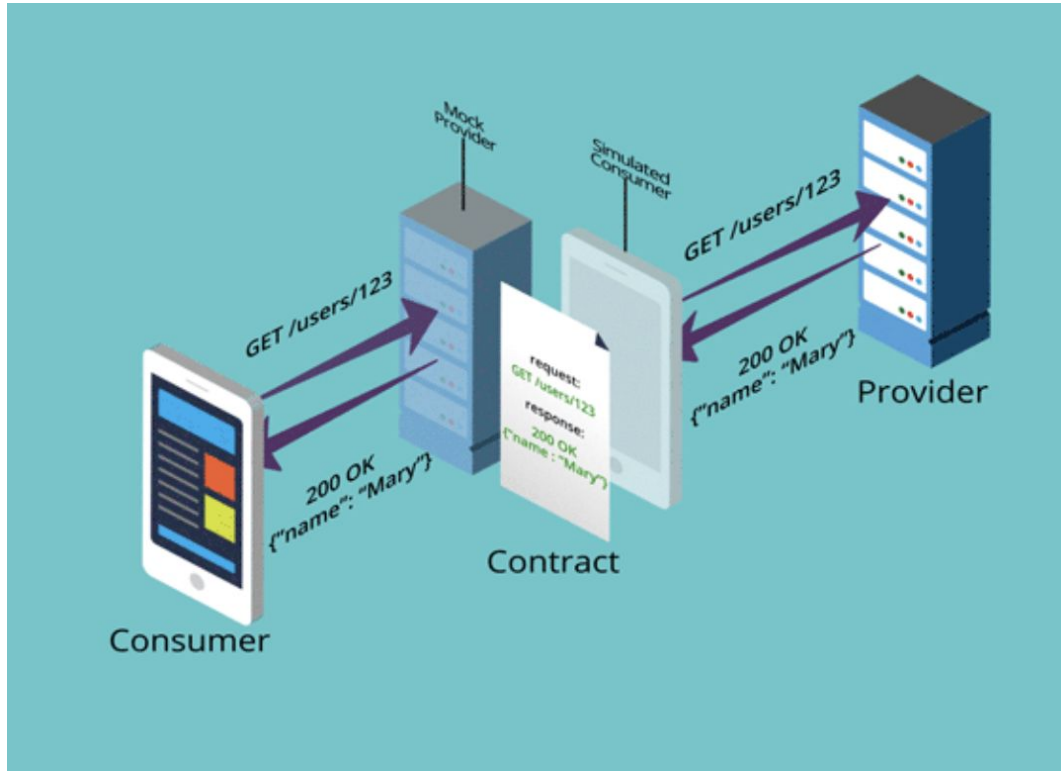 Mock
Provider
Simulated
Consumer
GET /users/123
GET /users/123
200 OK
{"name": "Mary"}
Provider
request:
GET /users/123
response:
200 OK
{"name : "Mary"}
200 OK
{"name": "Mary"}
Contract
Consumer